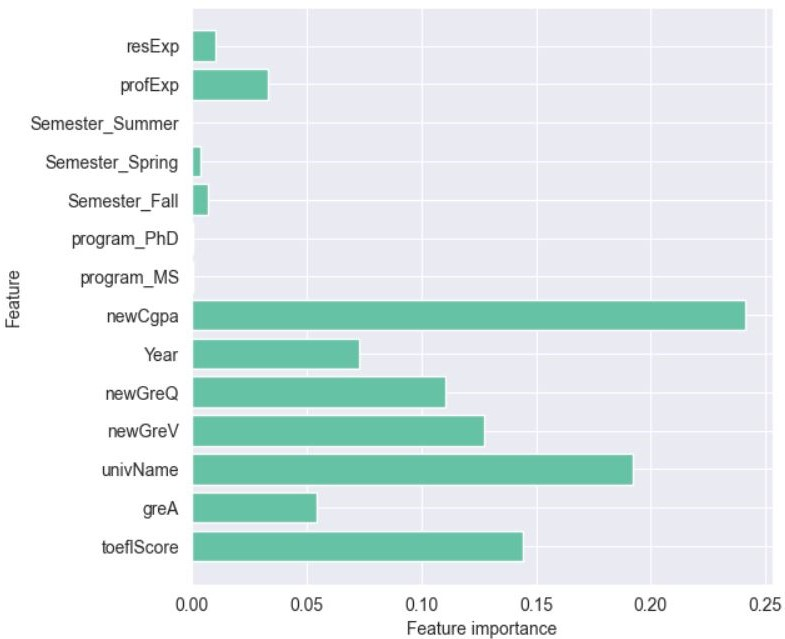 resExp
profExp
Semester_Summer
Semester_Spring
Semester_Fall
program_PhD
program_MS
newCgpa
Year
newGreQ
newGreV
univName
greA
toeflScore
Feature
0.00 0.05 0.10 0.15 0.20 0.25
Feature importance